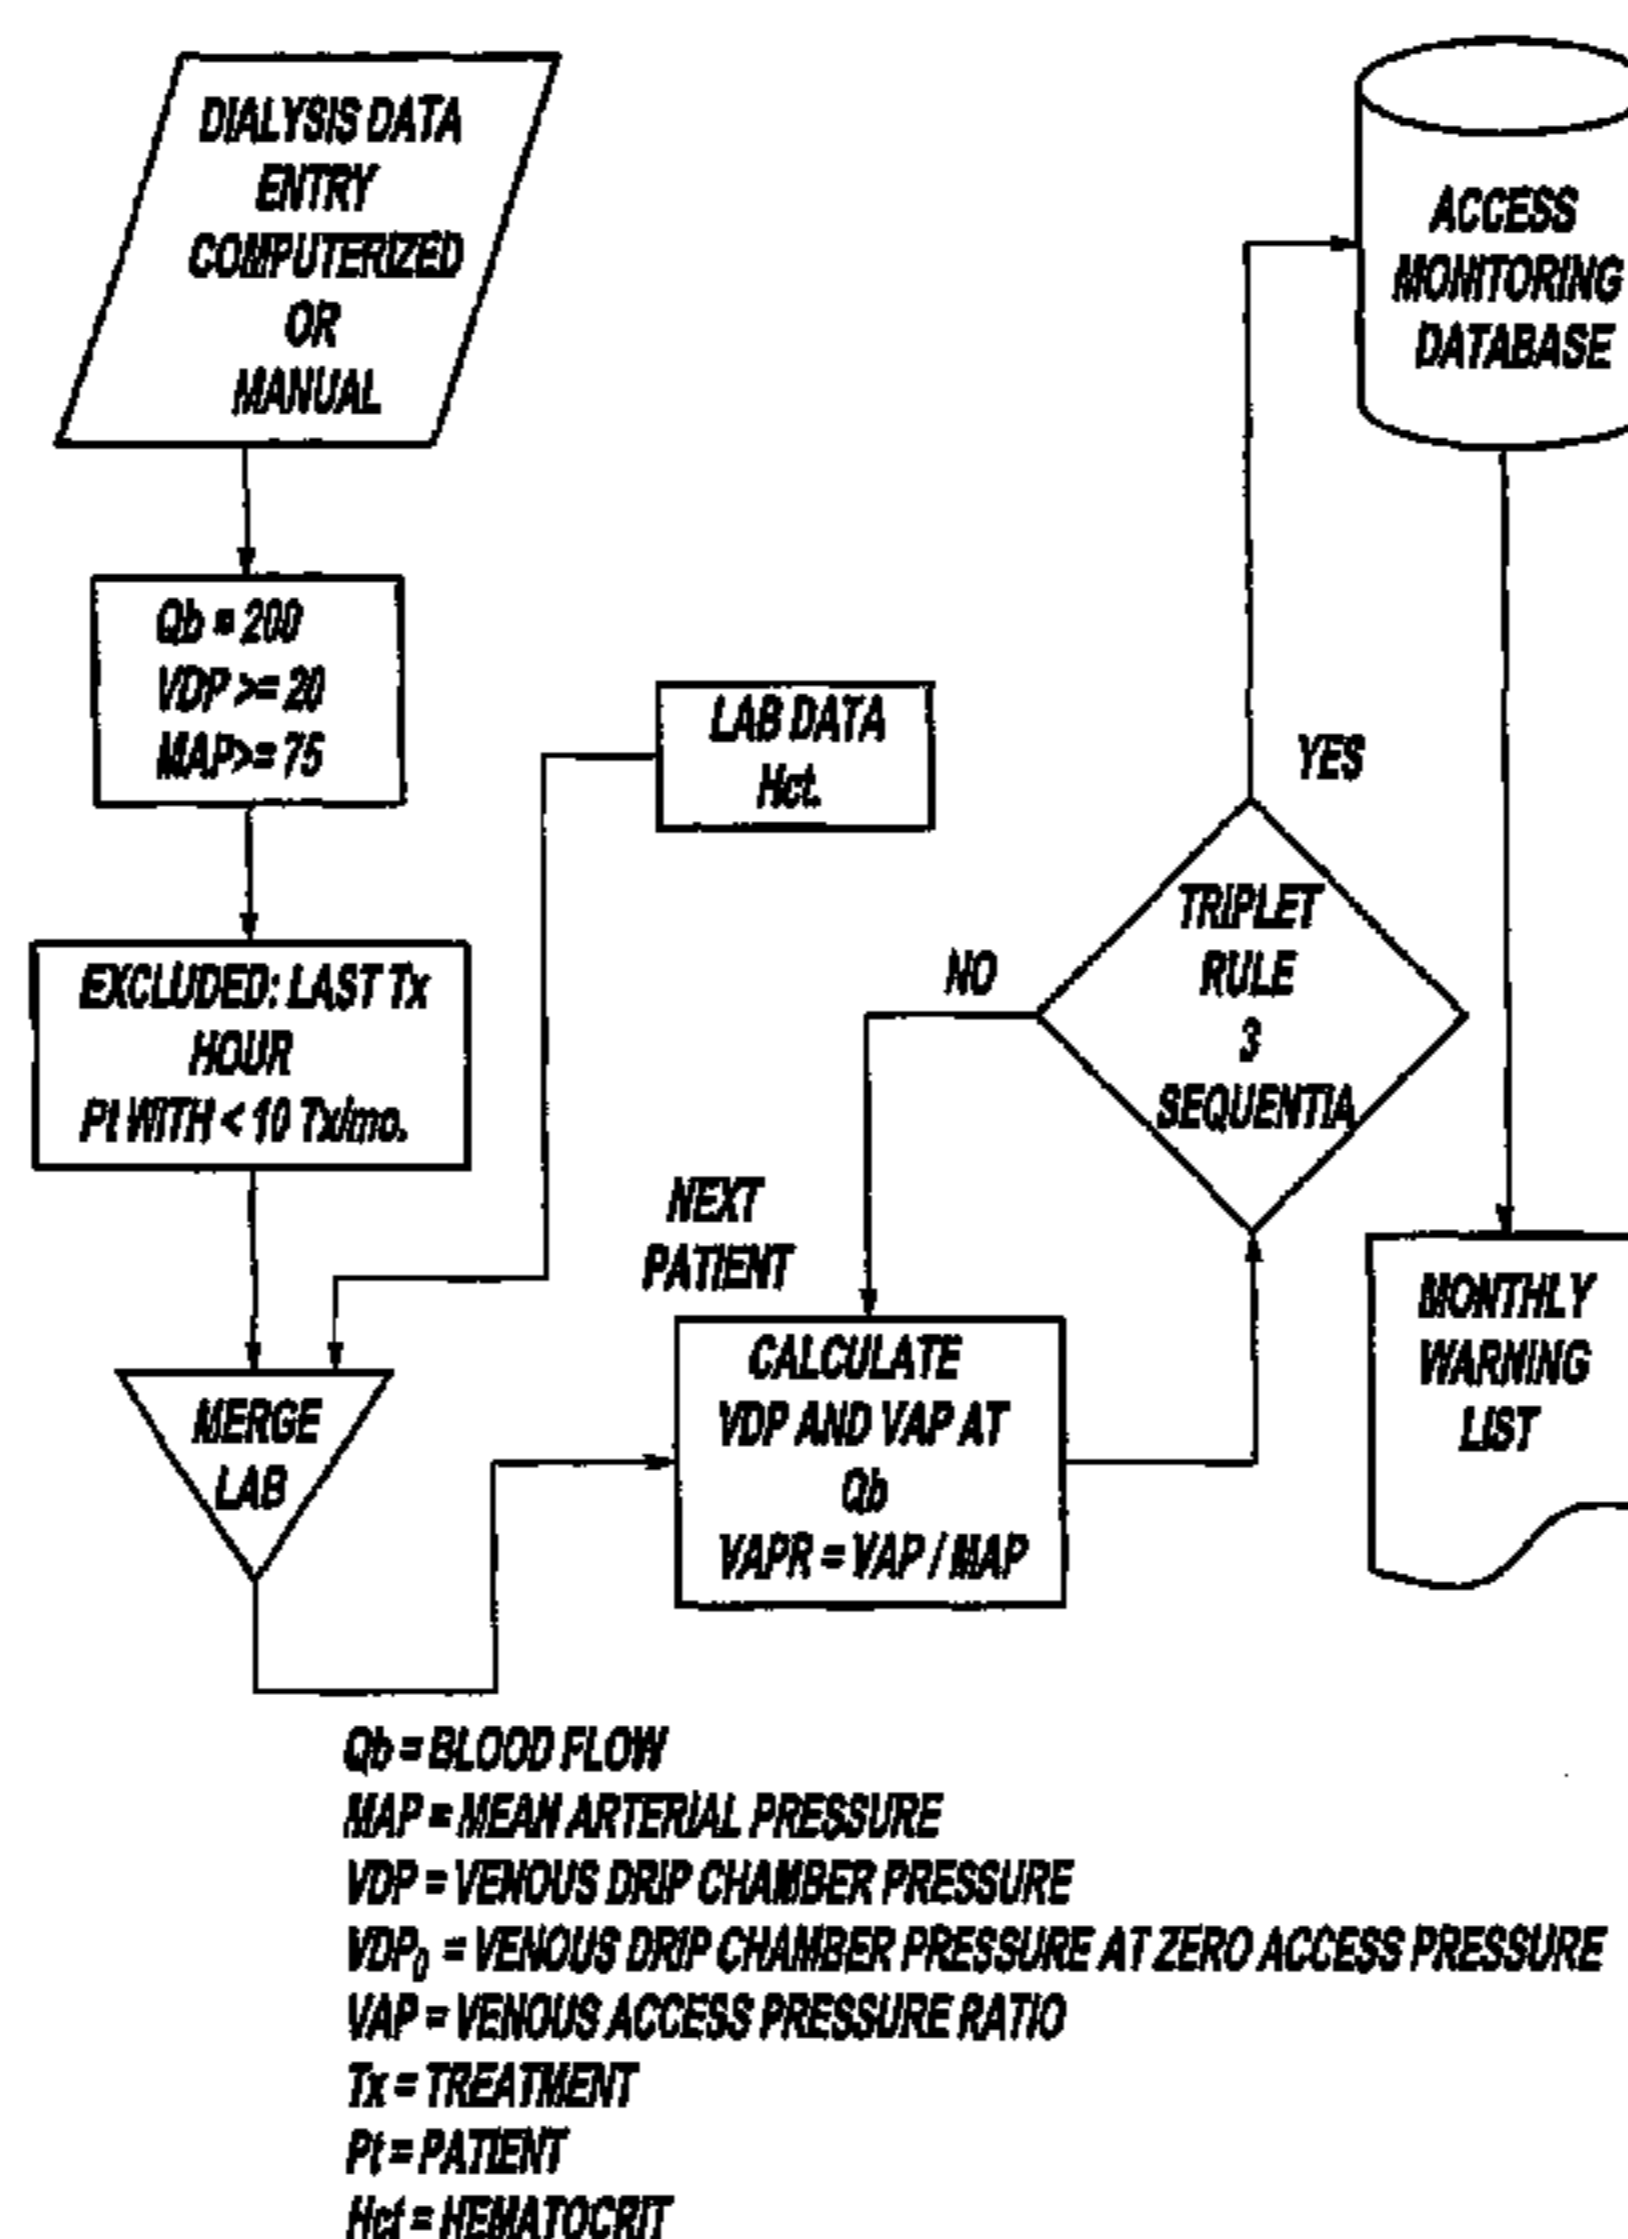 DIALYSIS DATA
ENTRY
COMPUTERIZED
OR
MANUAL
Qb = 200
VDP >= 20
MAP>= 75
EXCLUDED: LAST Tx
HOUR
Pt WITH < 10 Tx/mo.
MERGE
LAB
LAB DATA
Hct.
NEXT
PATIENT
CALCULATE
VDP AND VAP AT
Qb
VAPR = VAP / MAP
NO
TRIPLET
RULE
3
SEQUENTIA
YES
ACCESS
MONITORING
DATABASE
MONTHLY
WARNING
LIST
Qb = BLOOD FLOW
MAP = MEAN ARTERIAL PRESSURE
VDP = VENOUS DRIP CHAMBER PRESSURE
VDP₀ = VENOUS DRIP CHAMBER PRESSURE AT ZERO ACCESS PRESSURE
VAP = VENOUS ACCESS PRESSURE RATIO
Tx = TREATMENT
Pt = PATIENT
Hct = HEMATOCRIT